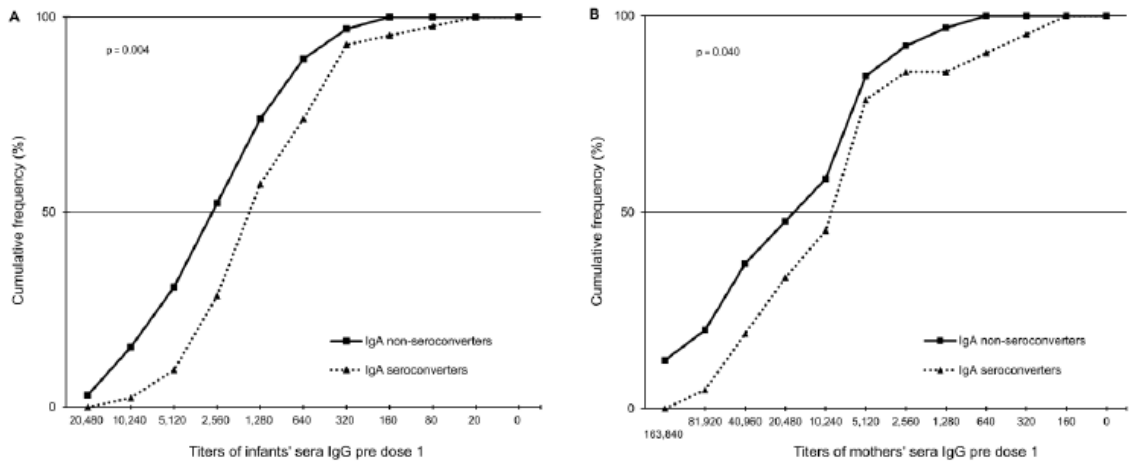 A
100
p = 0.004
Cumulative frequency (%)
50
IgA non-seroconverters
IgA seroconverters
0
20,480 10,240 5,120 2,560 1,280 640 320 160 80 20 0
Titers of infants' sera IgG pre dose 1
B
100
p = 0.040
Cumulative frequency (%)
50
IgA non-seroconverters
IgA seroconverters
0
163,840 81,920 40,960 20,480 10,240 5,120 2,560 1,280 640 320 160 0
Titers of mothers' sera IgG pre dose 1